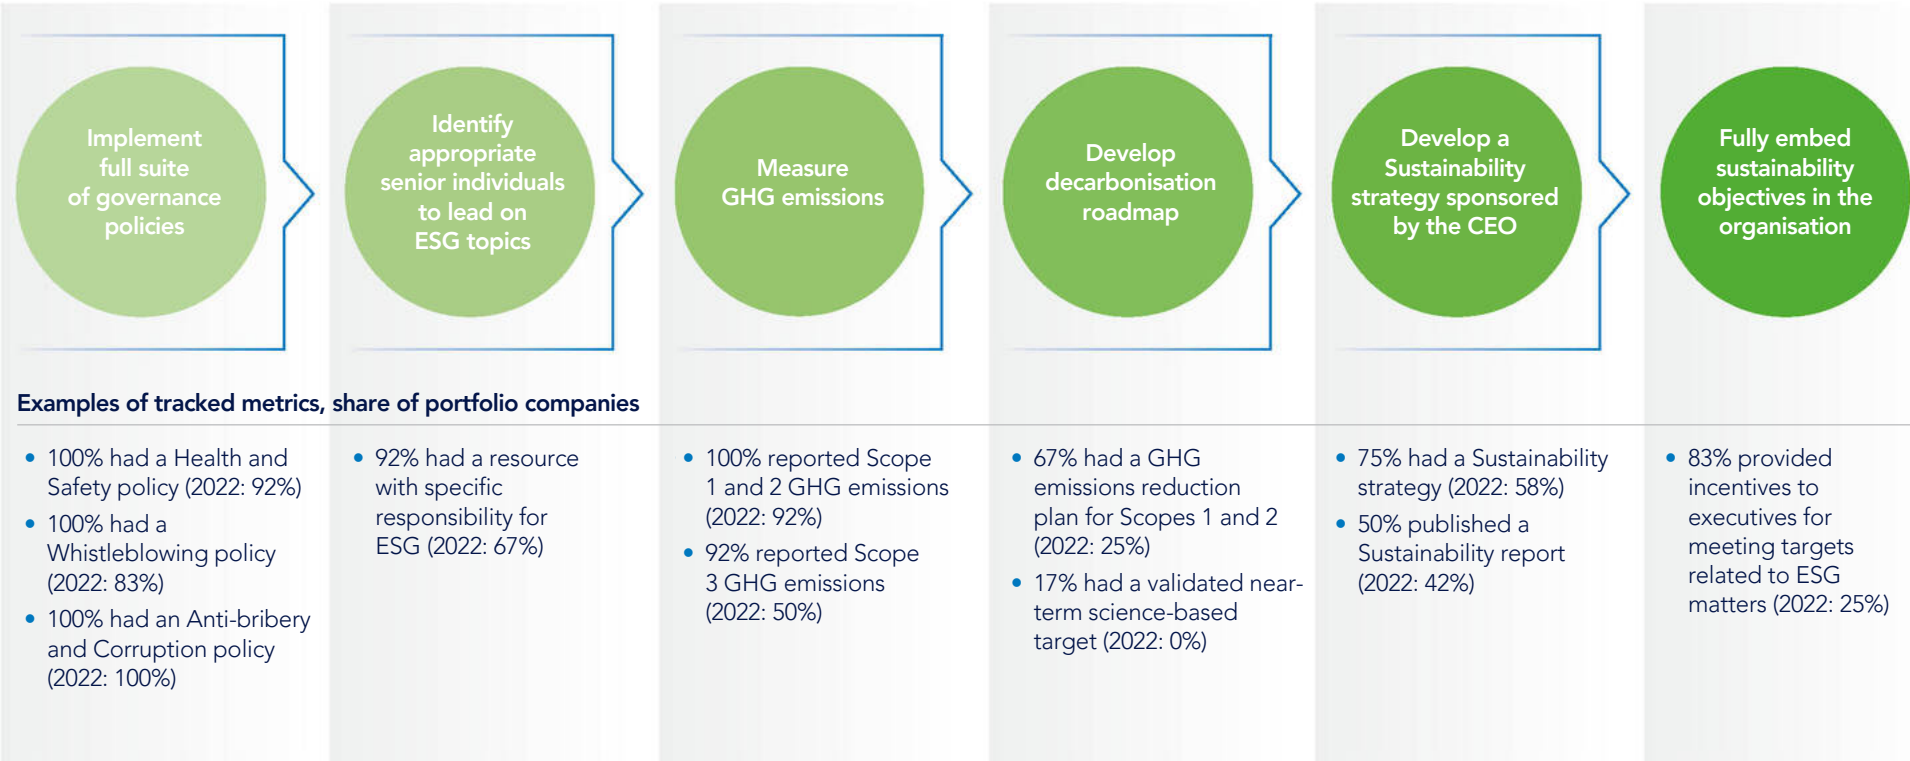 Implement
full suite
of governance
policies
Identify
appropriate
senior individuals
to lead on
ESG topics
Measure
GHG emissions
Develop
decarbonisation
roadmap
Develop a
Sustainability
strategy sponsored
by the CEO
Fully embed
sustainability
objectives in the
organisation
Examples of tracked metrics, share of portfolio companies
• 100% had a Health and
Safety policy (2022: 92%)
• 100% had a
Whistleblowing policy
(2022: 83%)
• 100% had an Anti-bribery
and Corruption policy
(2022: 100%)
• 92% had a resource
with specific
responsibility for
ESG (2022: 67%)
• 100% reported Scope
1 and 2 GHG emissions
(2022: 92%)
• 92% reported Scope
3 GHG emissions
(2022: 50%)
• 67% had a GHG
emissions reduction
plan for Scopes 1 and 2
(2022: 25%)
• 17% had a validated near-
term science-based
target (2022: 0%)
• 75% had a Sustainability
strategy (2022: 58%)
• 50% published a
Sustainability report
(2022: 42%)
• 83% provided
incentives to
executives for
meeting targets
related to ESG
matters (2022: 25%)